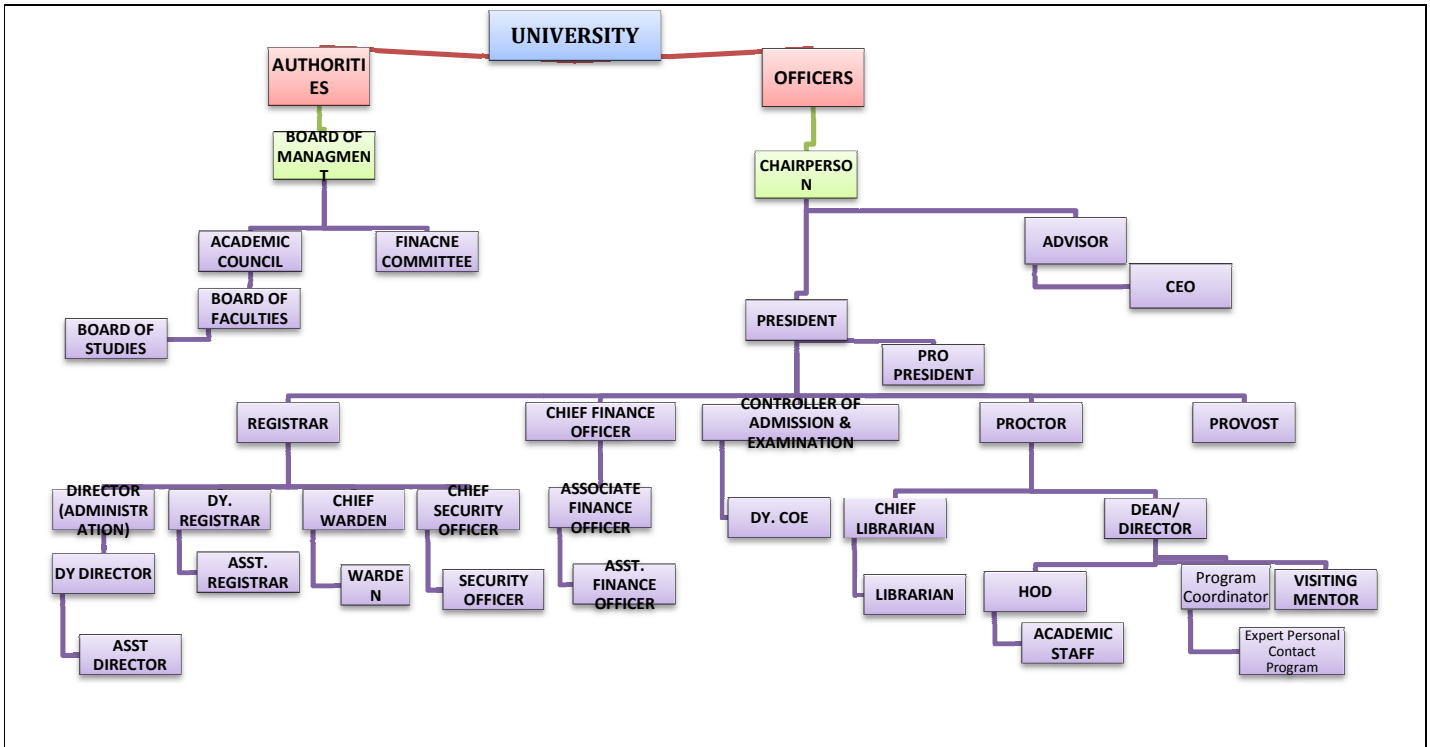 UNIVERSITY
AUTHORITI
ES
OFFICERS
BOARD OF
MANAGMEN
T
CHAIRPERSO
N
ACADEMIC
COUNCIL
FINACNE
COMMITTEE
ADVISOR
CEO
BOARD OF
FACULTIES
BOARD OF
STUDIES
PRESIDENT
PRO
PRESIDENT
REGISTRAR
CHIEF FINANCE
OFFICER
CONTROLLER OF
ADMISSION &
EXAMINATION
PROCTOR
PROVOST
DIRECTOR
(ADMINISTR
ATION)
DY.
REGISTRAR
CHIEF
WARDEN
CHIEF
SECURITY
OFFICER
ASSOCIATE
FINANCE
OFFICER
DY. COE
CHIEF
LIBRARIAN
DEAN/
DIRECTOR
DY DIRECTOR
ASST.
REGISTRAR
WARDE
N
SECURITY
OFFICER
ASST.
FINANCE
OFFICER
LIBRARIAN
HOD
Program
Coordinator
VISITING
MENTOR
ASST
DIRECTOR
ACADEMIC
STAFF
Expert Personal
Contact
Program